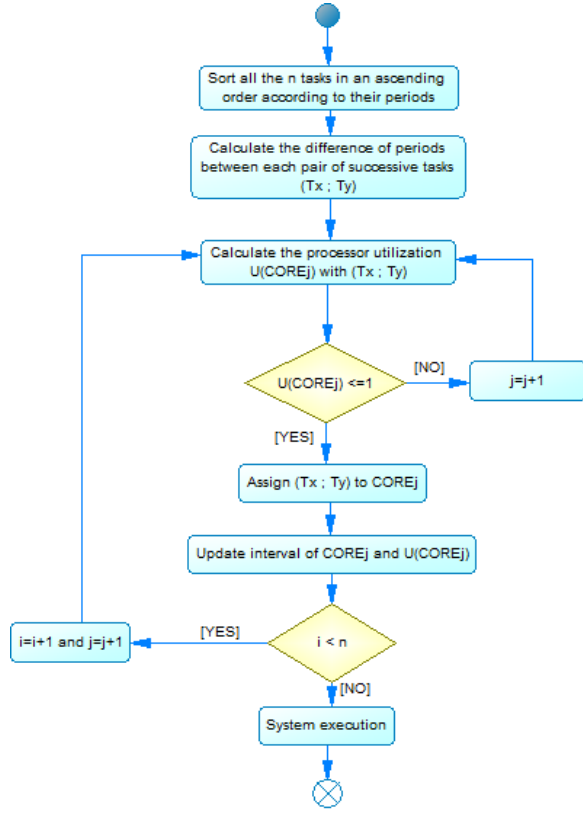 Sort all the n tasks in an ascending
order according to their periods
Calculate the difference of periods
between each pair of successive tasks
(Tx ; Ty)
Calculate the processor utilization
U(COREj) with (Tx ; Ty)
U(COREj) <=1
[NO]
j=j+1
[YES]
Assign (Tx ; Ty) to COREj
Update interval of COREj and U(COREj)
i < n
[YES]
i=i+1 and j=j+1
[NO]
System execution